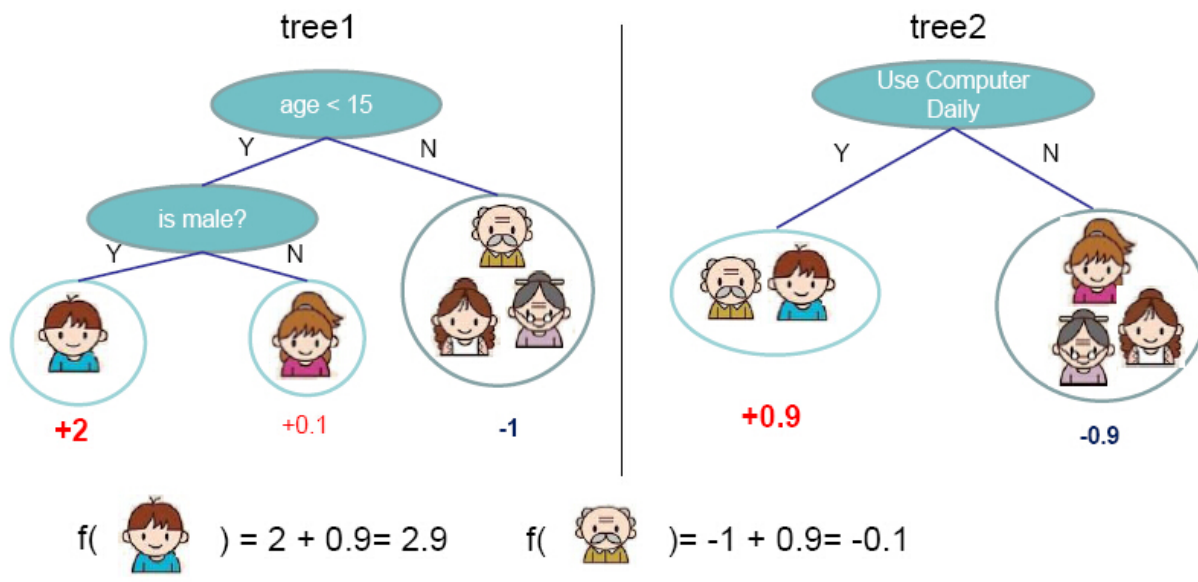 tree1
age < 15
Y
N
is male?
Y
N
+2
+0.1
-1
tree2
Use Computer
Daily
Y
N
+0.9
-0.9
f( ) = 2 + 0.9= 2.9
f( )= -1 + 0.9= -0.1